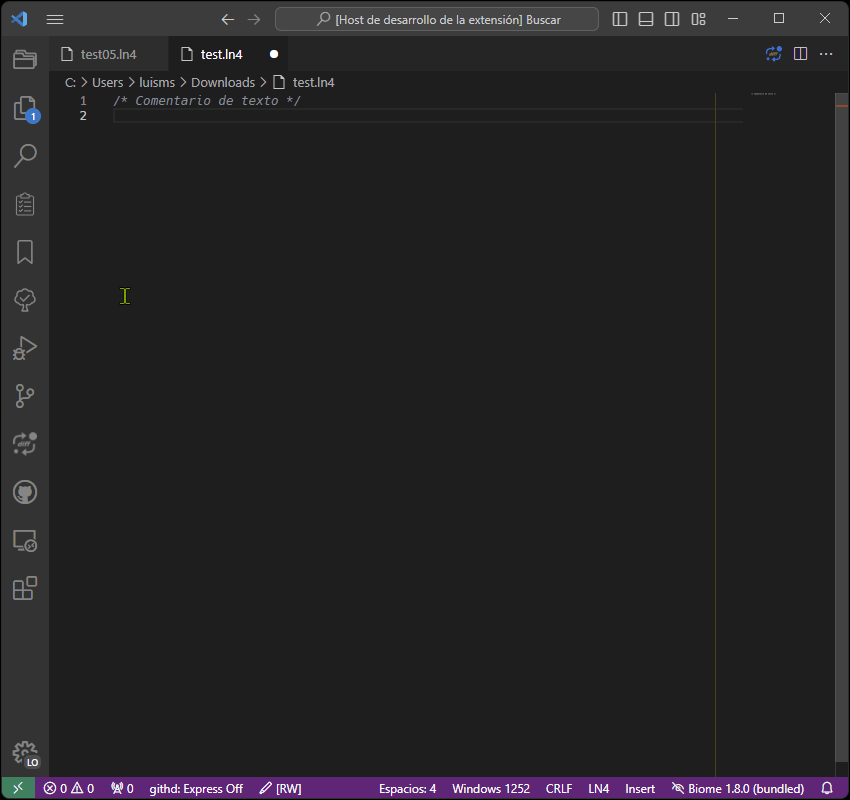 [Host de desarrollo de la extensión] Buscar
test05.ln4
test.ln4
diff
C:
Users
luisms
Downloads
test.ln4
1 /* Comentario de texto */
2
1
diff
LO
0 0 0 githd: Express Off [RW] Espacios: 4 Windows 1252 CRLF LN4 Insert Biome 1.8.0 (bundled)